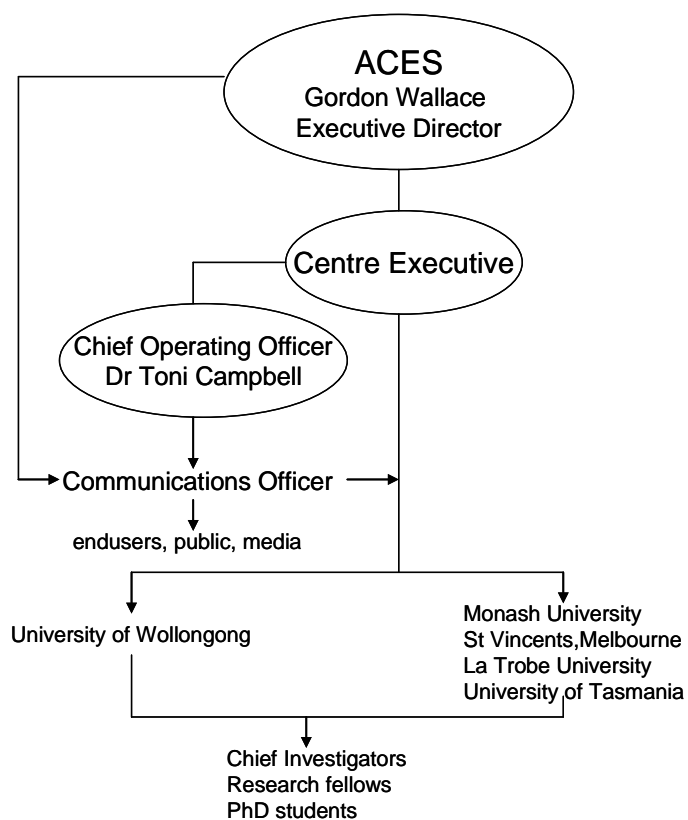 ACES
Gordon Wallace
Executive Director
Centre Executive
Chief Operating Officer
Dr Toni Campbell
Communications Officer
endusers, public, media
University of Wollongong
Monash University
St Vincents,Melbourne
La Trobe University
University of Tasmania
Chief Investigators
Research fellows
PhD students